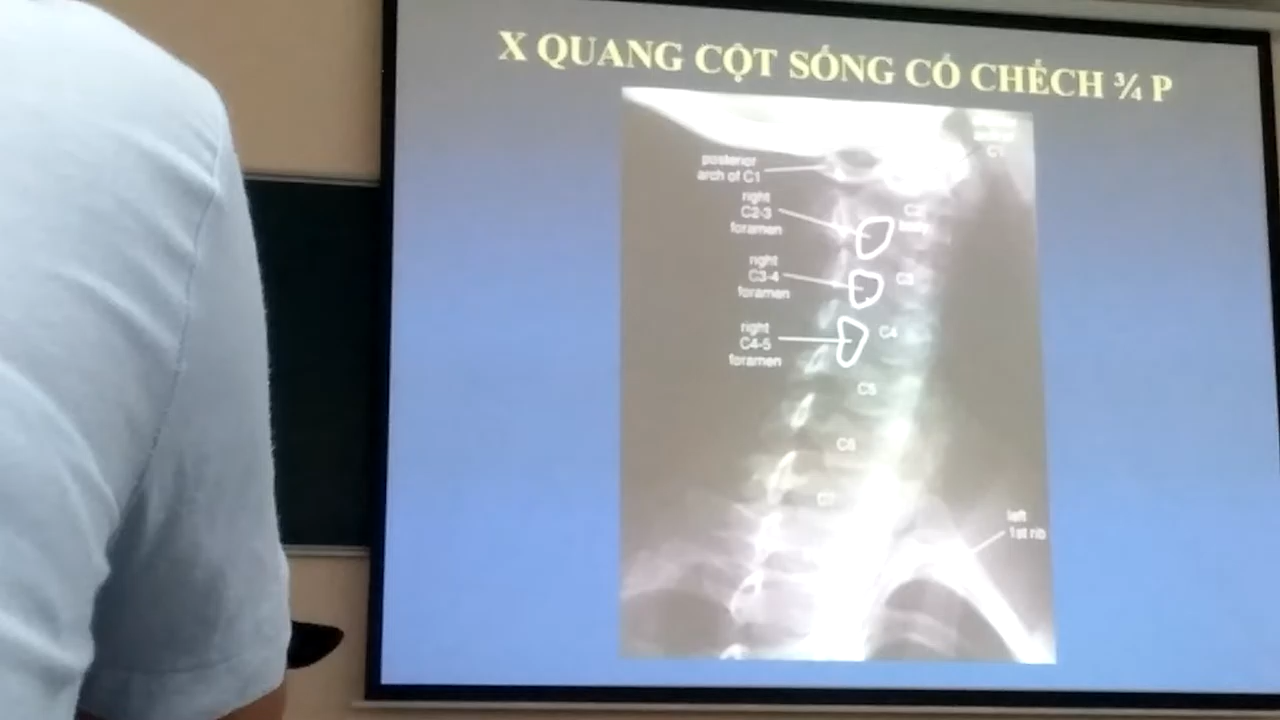 X QUANG CỘT SỐNG CỔ CHẾCH ¾ P
posterior
arch of C1
C1
right
C2-3
foramen
C2
body
right
C3-4
foramen
C3
right
C4-5
foramen
C4
C5
C6
C7
left
1st rib